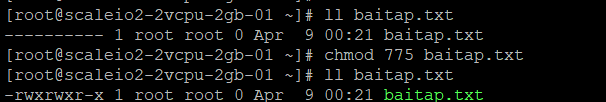 [root@scaleio2-2vcpu-2gb-01 ~]# ll baitap.txt
---------- 1 root root 0 Apr  9 00:21 baitap.txt
[root@scaleio2-2vcpu-2gb-01 ~]# chmod 775 baitap.txt
[root@scaleio2-2vcpu-2gb-01 ~]# ll baitap.txt
-rwxrwxr-x 1 root root 0 Apr  9 00:21 baitap.txt